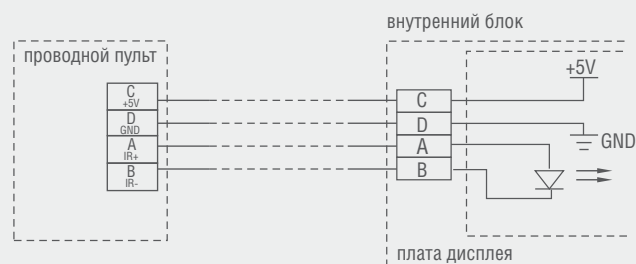 внутренний блок
проводной пульт
+5V
C
+5V
D
GND
A
IR+
B
IR-
C
D
A
B
GND
плата дисплея